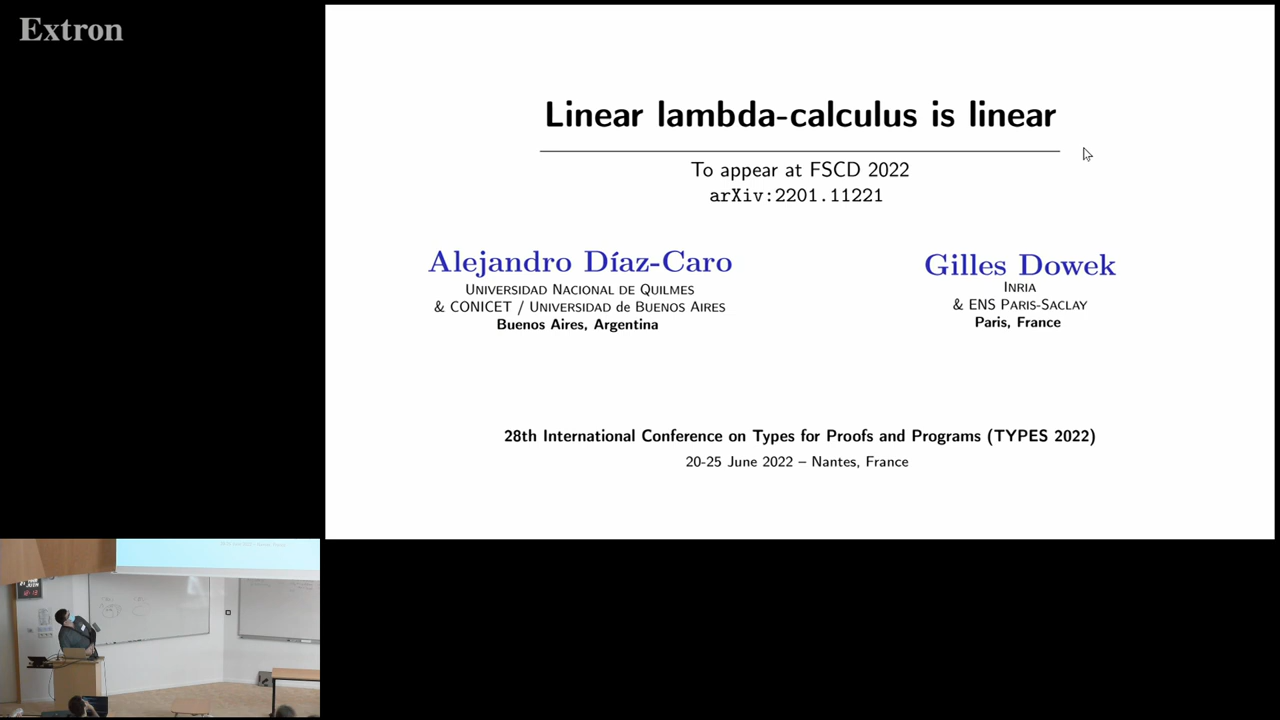 Extron
Linear lambda-calculus is linear
To appear at FSCD 2022
arXiv:2201.11221
Alejandro Díaz-Caro
Universidad Nacional de Quilmes
& CONICET / Universidad de Buenos Aires
Buenos Aires, Argentina
Gilles Dowek
Inria
& ENS Paris-Saclay
Paris, France
28th International Conference on Types for Proofs and Programs (TYPES 2022)
20-25 June 2022 – Nantes, France